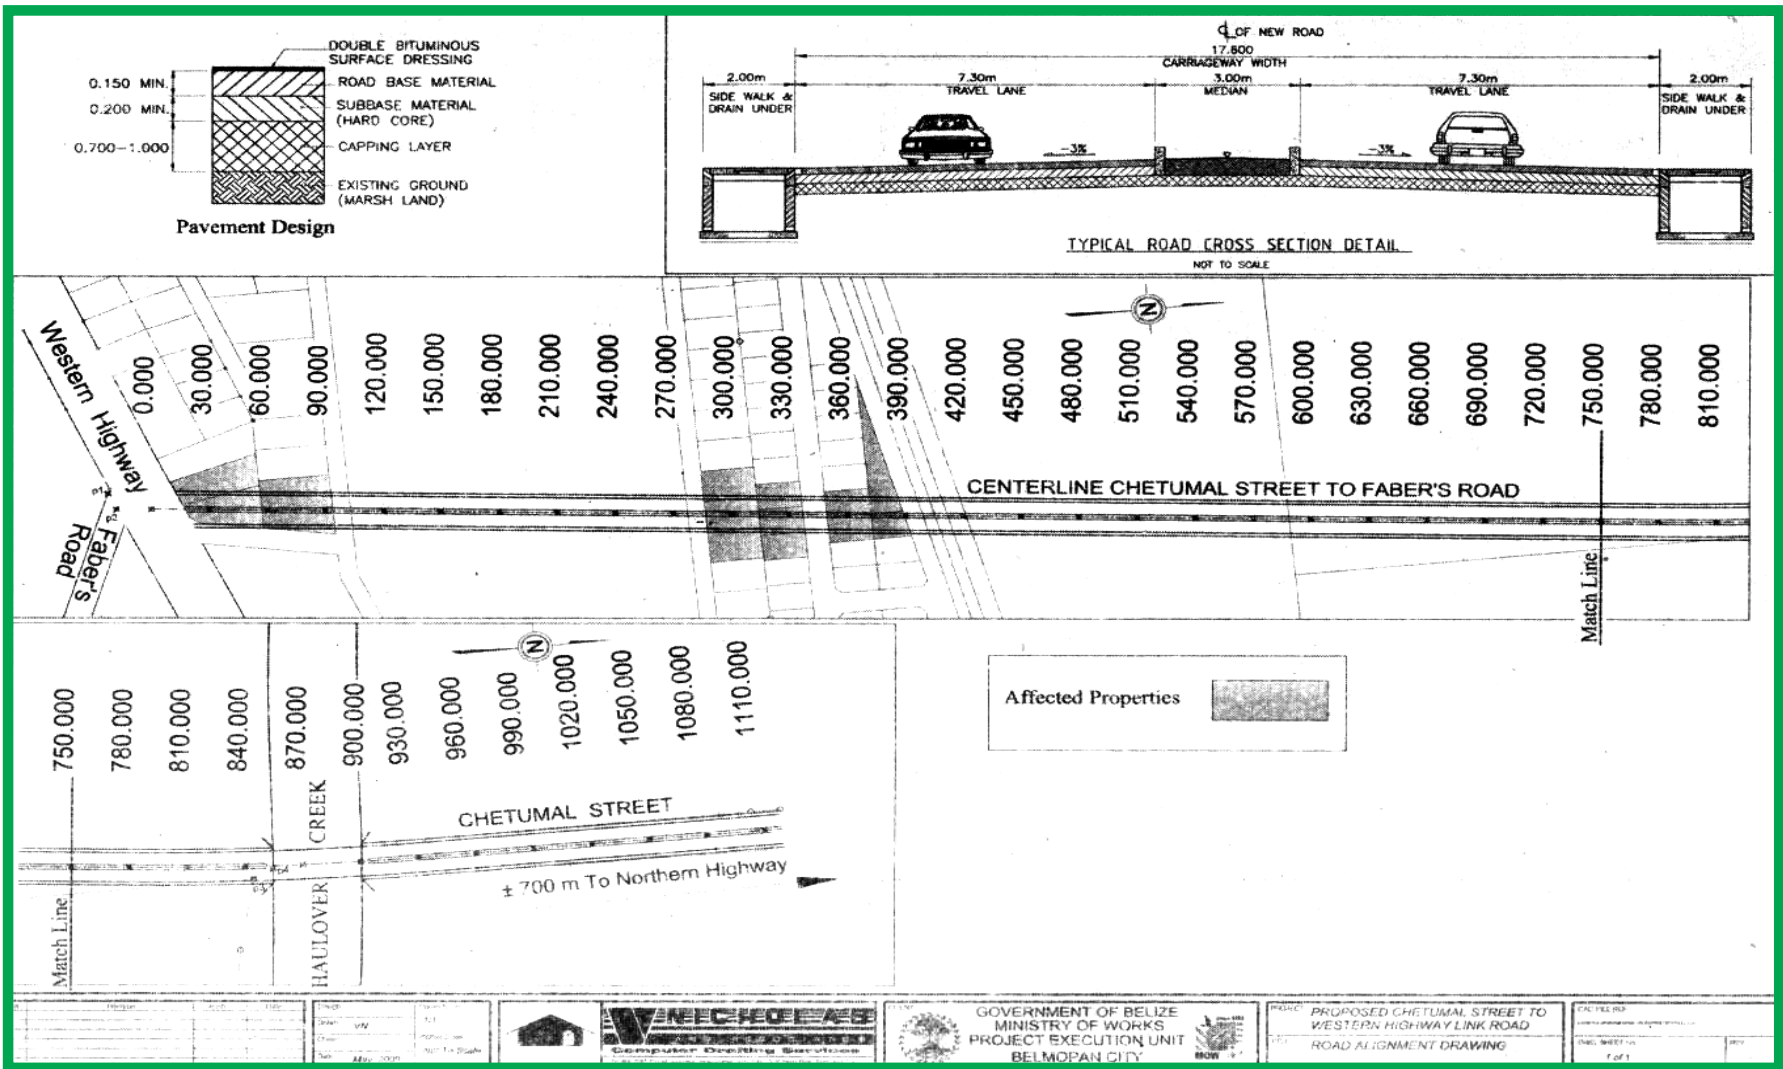 DOUBLE BITUMINOUS
SURFACE DRESSING
0.150 MIN.
ROAD BASE MATERIAL
0.200 MIN.
SUBBASE MATERIAL
(HARD CORE)
0.700-1.000
CAPPING LAYER
EXISTING GROUND
(MARSH LAND)
Pavement Design
℄ OF NEW ROAD
17.600
CARRIAGEWAY WIDTH
2.00m
7.30m
3.00m
7.30m
2.00m
SIDE WALK &
DRAIN UNDER
TRAVEL LANE
MEDIAN
TRAVEL LANE
SIDE WALK &
DRAIN UNDER
-3%
-3%
TYPICAL ROAD CROSS SECTION DETAIL
NOT TO SCALE
N
Western Highway
0.000
30.000
60.000
90.000
120.000
150.000
180.000
210.000
240.000
270.000
300.000
330.000
360.000
390.000
420.000
450.000
480.000
510.000
540.000
570.000
600.000
630.000
660.000
690.000
720.000
750.000
780.000
810.000
CENTERLINE CHETUMAL STREET TO FABER'S ROAD
Faber's
Road
Match Line
N
750.000
780.000
810.000
840.000
870.000
900.000
930.000
960.000
990.000
1020.000
1050.000
1080.000
1110.000
CHETUMAL STREET
± 700 m To Northern Highway
HAULOVER CREEK
Match Line
Affected Properties
NICHOLAS
Computer Drafting Services
GOVERNMENT OF BELIZE
MINISTRY OF WORKS
PROJECT EXECUTION UNIT
BELMOPAN CITY
MOW
PROPOSED CHETUMAL STREET TO
WESTERN HIGHWAY LINK ROAD
ROAD ALIGNMENT DRAWING
1 of 1